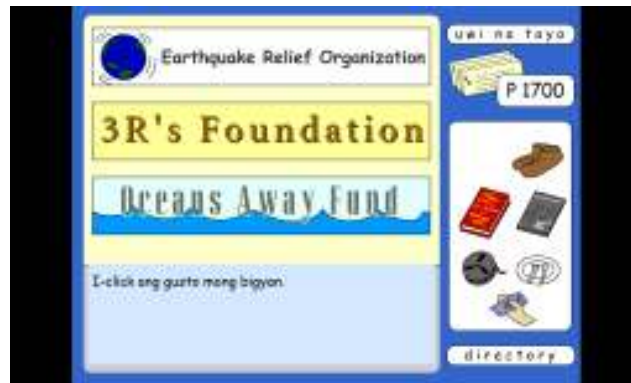 Earthquake Relief Organization
uwi na tayo
P 1700
3R's Foundation
Oceans Away Fund
I-click ang gusto mong bigyan.
directory